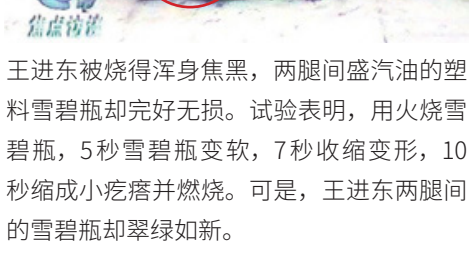 焦点访谈
王进东被烧得浑身焦黑，两腿间盛汽油的塑
料雪碧瓶却完好无损。试验表明，用火烧雪
碧瓶，5秒雪碧瓶变软，7秒收缩变形，10
秒缩成小疙瘩并燃烧。可是，王进东两腿间
的雪碧瓶却翠绿如新。